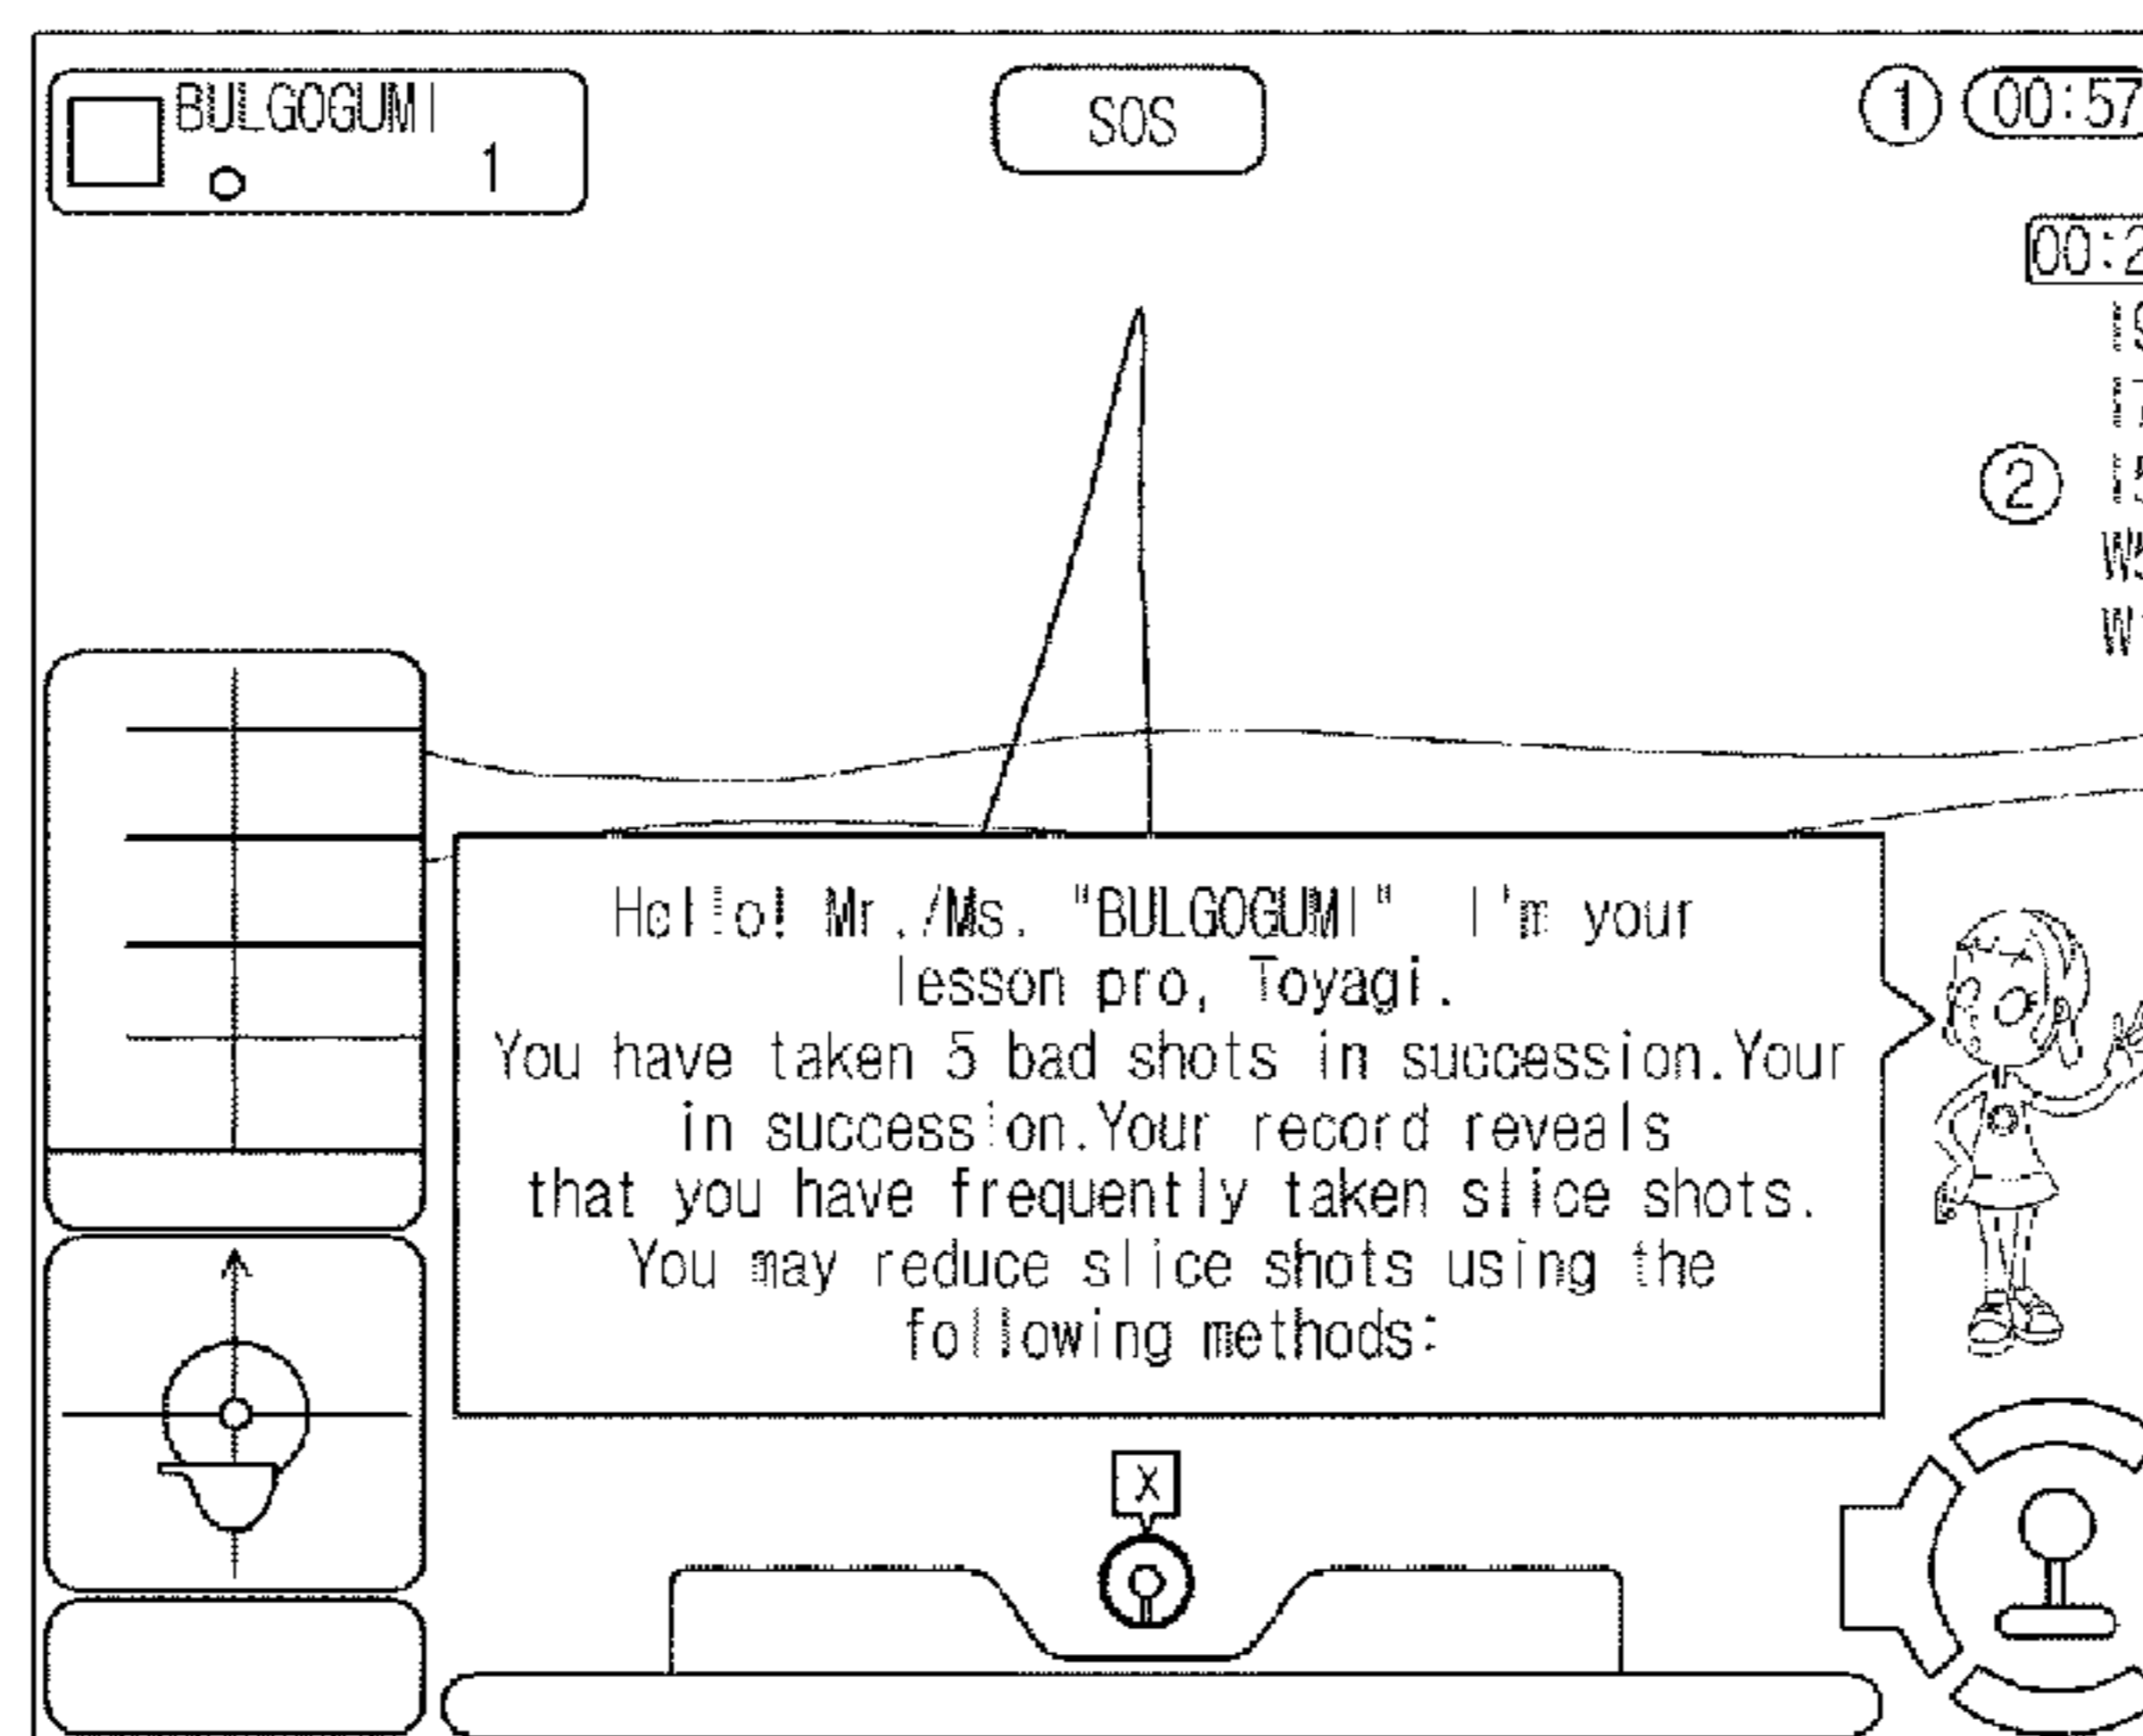 BULGOGUMI
1
SOS
1 00:57
00:2
2
Hello! Mr./Ms. "BULGOGUMI" I'm your
lesson pro, Toyagi.
You have taken 5 bad shots in succession.Your
in succession.Your record reveals
that you have frequently taken slice shots.
You may reduce slice shots using the
following methods:
X